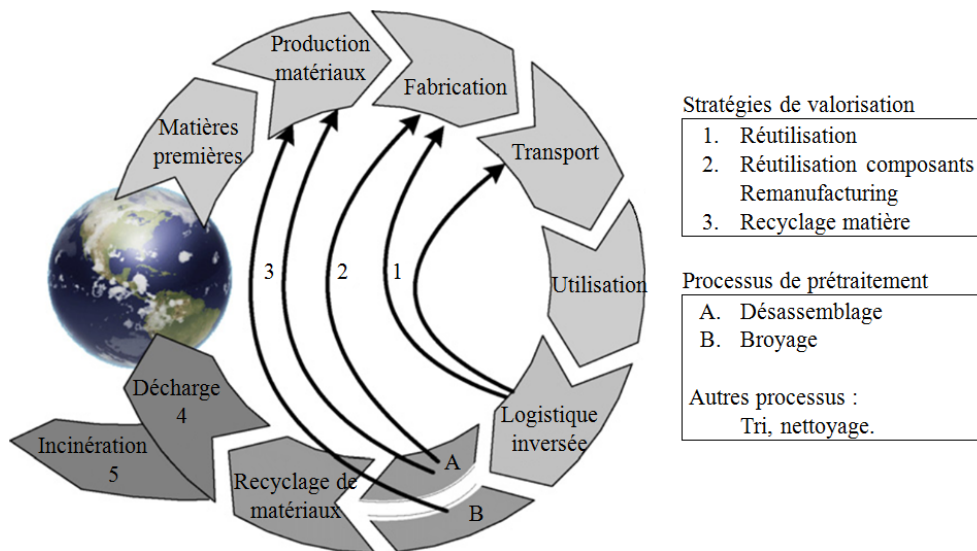 Production
matériaux
Fabrication
Matières
premières
Transport
Utilisation
Logistique
inversée
A
B
Recyclage de
matériaux
Décharge
4
Incinération
5
3
2
1
Stratégies de valorisation
1. Réutilisation
2. Réutilisation composants
Remanufacturing
3. Recyclage matière
Processus de prétraitement
A. Désassemblage
B. Broyage
Autres processus :
Tri, nettoyage.